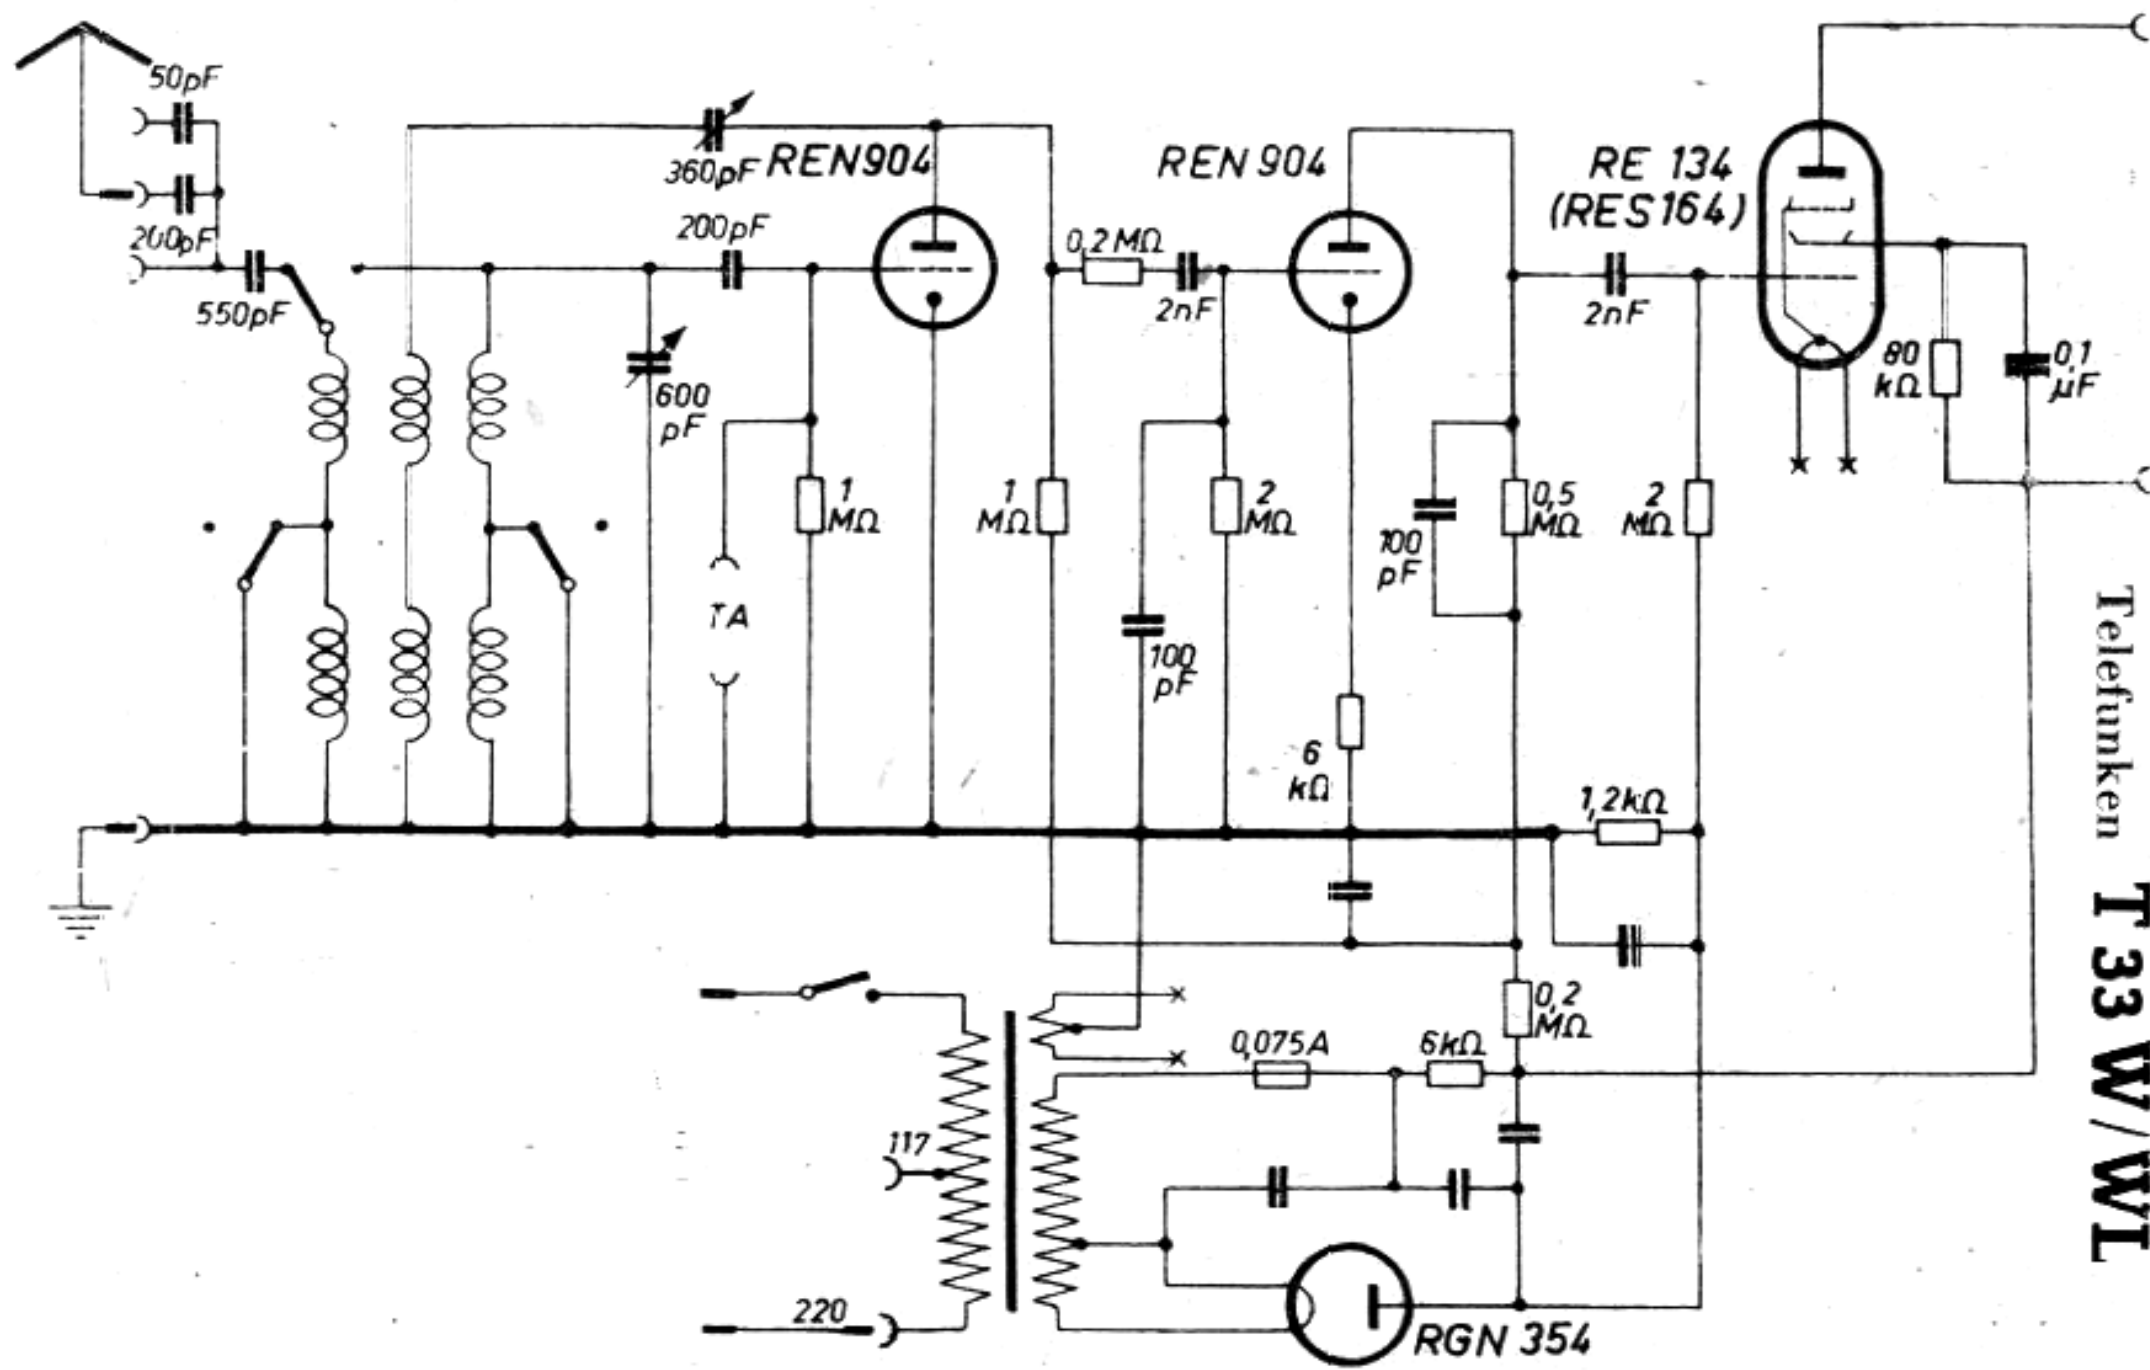 50pF
200pF
550pF
360pF
REN904
200pF
600
pF
TA
1
MΩ
1
MΩ
0,2MΩ
2nF
REN 904
100
pF
2
MΩ
6
kΩ
100
pF
0,5
MΩ
2nF
2
MΩ
RE 134
(RES164)
80
kΩ
0,1
µF
1,2kΩ
0,2
MΩ
0,075A
6kΩ
117
220
RGN 354
Telefunken T 33 W/WL